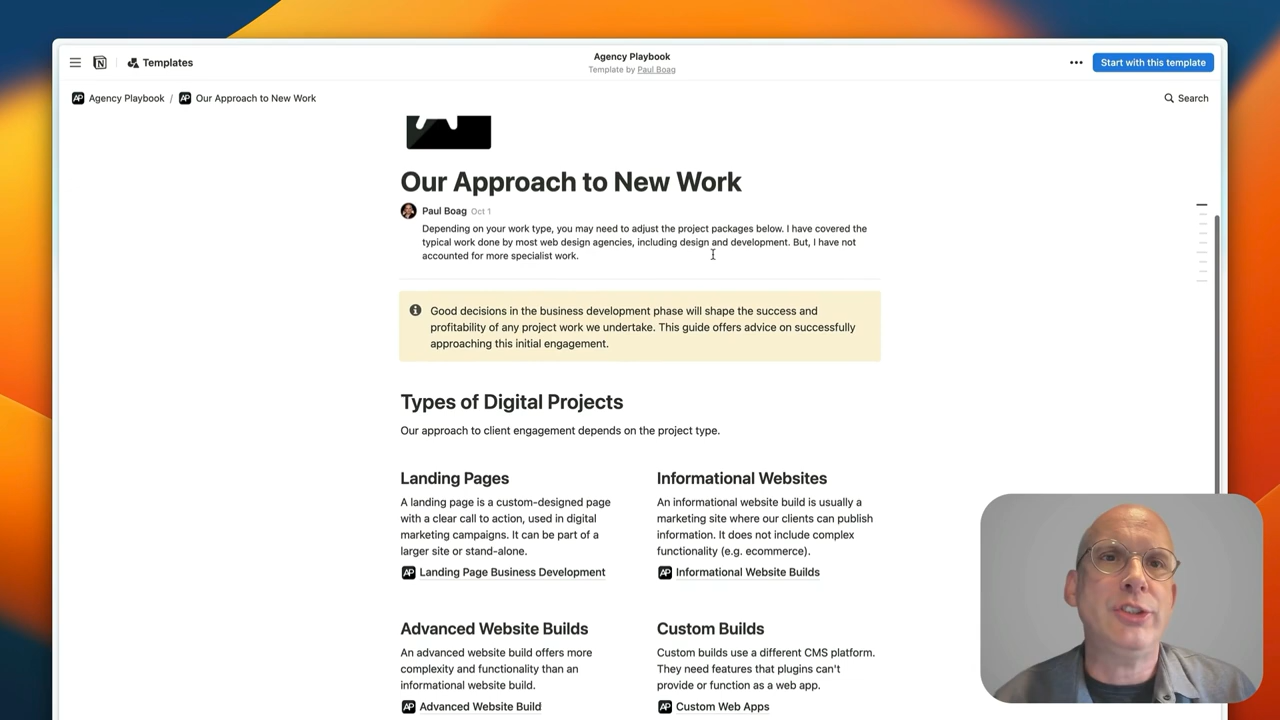 Templates
Agency Playbook
Template by Paul Boag
Start with this template
Agency Playbook / Our Approach to New Work
Search
Our Approach to New Work
Paul Boag Oct 1
Depending on your work type, you may need to adjust the project packages below. I have covered the
typical work done by most web design agencies, including design and development. But, I have not
accounted for more specialist work.
Good decisions in the business development phase will shape the success and
profitability of any project work we undertake. This guide offers advice on successfully
approaching this initial engagement.
Types of Digital Projects
Our approach to client engagement depends on the project type.
Landing Pages
A landing page is a custom-designed page
with a clear call to action, used in digital
marketing campaigns. It can be part of a
larger site or stand-alone.
Landing Page Business Development
Informational Websites
An informational website build is usually a
marketing site where our clients can publish
information. It does not include complex
functionality (e.g. ecommerce).
Informational Website Builds
Advanced Website Builds
An advanced website build offers more
complexity and functionality than an
informational website build.
Advanced Website Build
Custom Builds
Custom builds use a different CMS platform.
They need features that plugins can't
provide or function as a web app.
Custom Web Apps